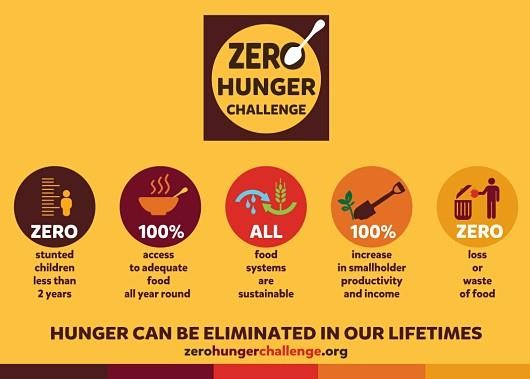 ZERO
HUNGER
CHALLENGE
ZERO
stunted
children
less than
2 years
100%
access
to adequate
food
all year round
ALL
food
systems
are
sustainable
100%
increase
in smallholder
productivity
and income
ZERO
loss
or
waste
of food
HUNGER CAN BE ELIMINATED IN OUR LIFETIMES
zerohungerchallenge.org